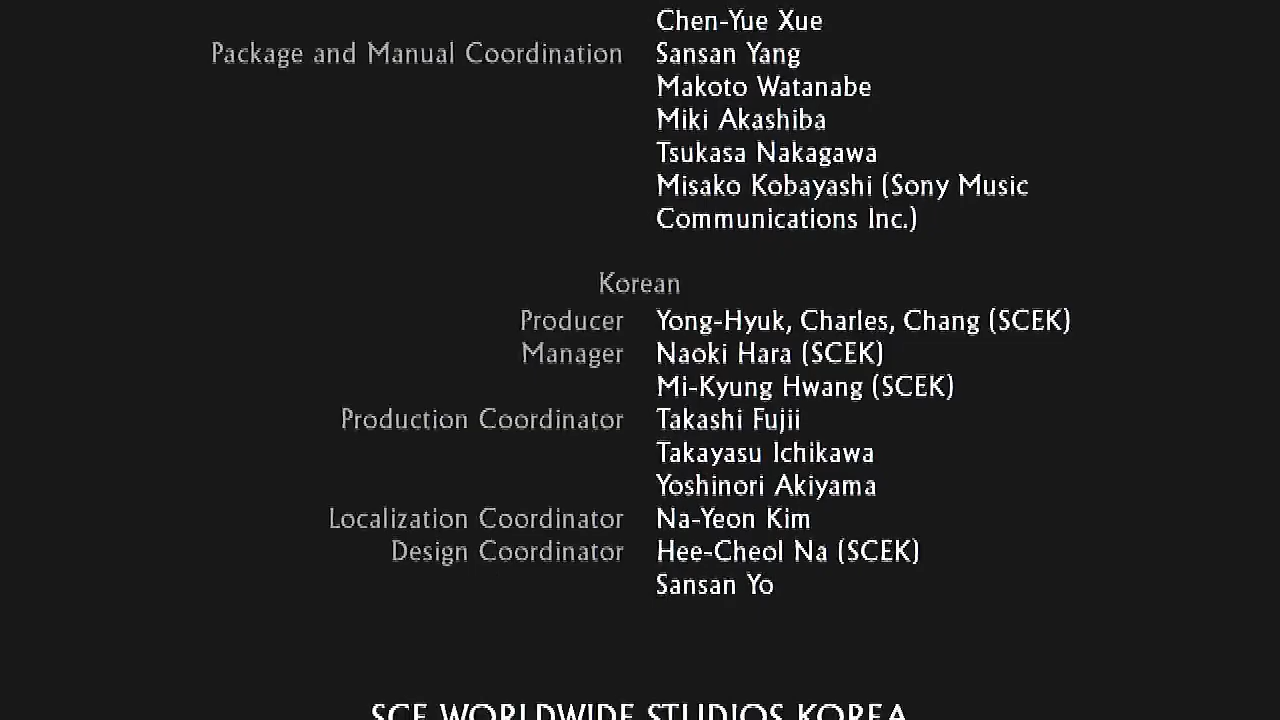 Chen-Yue Xue
Package and Manual Coordination Sansan Yang
Makoto Watanabe
Miki Akashiba
Tsukasa Nakagawa
Misako Kobayashi (Sony Music
Communications Inc.)
Korean
Producer Yong-Hyuk, Charles, Chang (SCEK)
Manager Naoki Hara (SCEK)
Mi-Kyung Hwang (SCEK)
Production Coordinator Takashi Fujii
Takayasu Ichikawa
Yoshinori Akiyama
Localization Coordinator Na-Yeon Kim
Design Coordinator Hee-Cheol Na (SCEK)
Sansan Yo
SCE WORLDWIDE STUDIOS KOREA